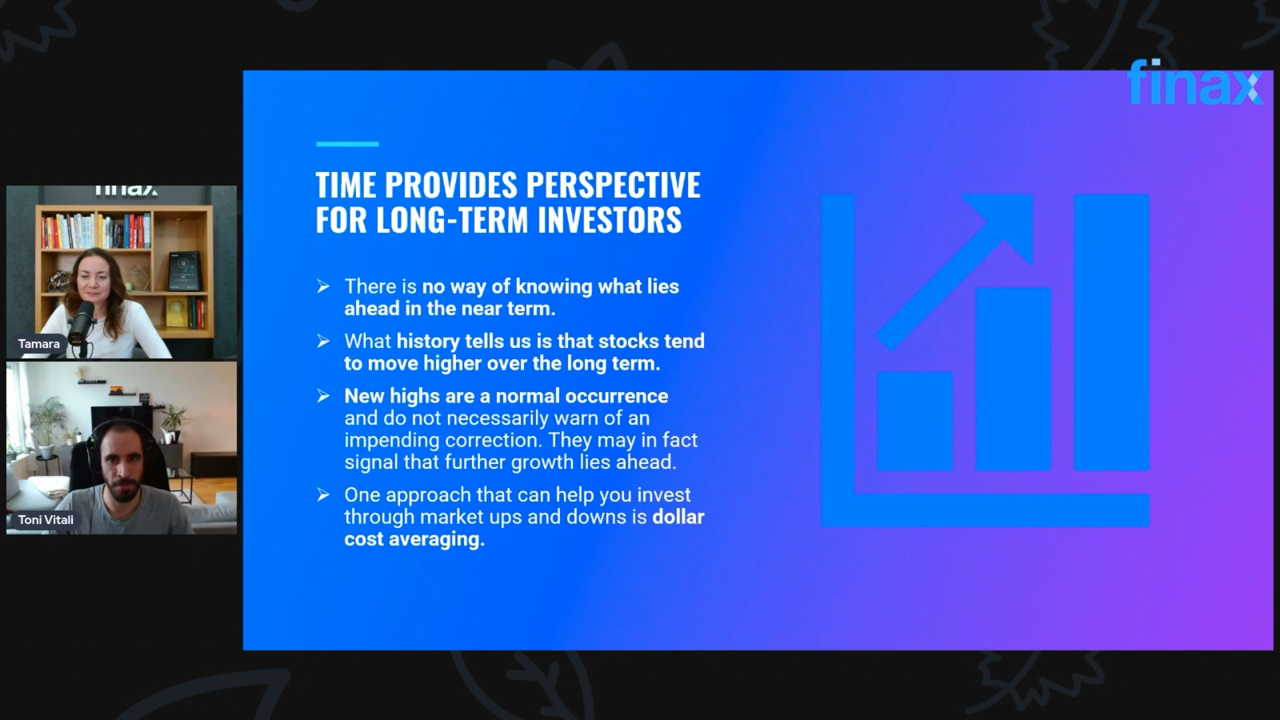 finax
TIME PROVIDES PERSPECTIVE
FOR LONG-TERM INVESTORS
There is no way of knowing what lies
ahead in the near term.
What history tells us is that stocks tend
to move higher over the long term.
New highs are a normal occurrence
and do not necessarily warn of an
impending correction. They may in fact
signal that further growth lies ahead.
One approach that can help you invest
through market ups and downs is dollar
cost averaging.
finax
Tamara
Toni Vitali